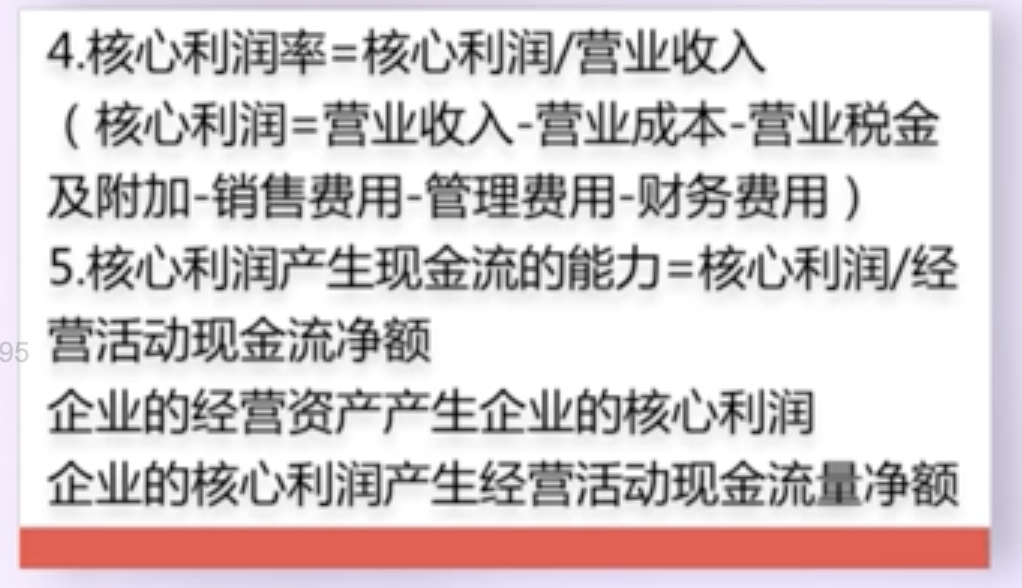 4.核心利润率=核心利润/营业收入
（核心利润=营业收入-营业成本-营业税金
及附加-销售费用-管理费用-财务费用）
5.核心利润产生现金流的能力=核心利润/经
营活动现金流净额
95
企业的经营资产产生企业的核心利润
企业的核心利润产生经营活动现金流量净额